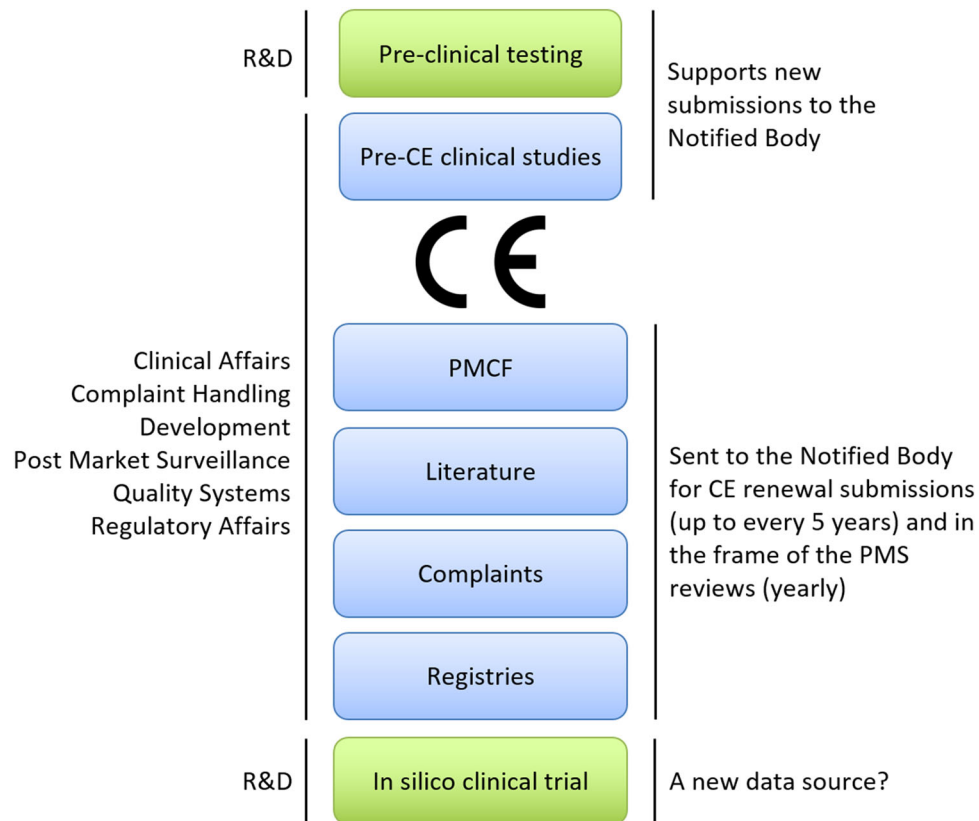 R&D
Pre-clinical testing
Supports new
submissions to the
Notified Body
Pre-CE clinical studies
CE
Clinical Affairs
Complaint Handling
Development
Post Market Surveillance
Quality Systems
Regulatory Affairs
PMCF
Literature
Complaints
Registries
Sent to the Notified Body
for CE renewal submissions
(up to every 5 years) and in
the frame of the PMS
reviews (yearly)
R&D
In silico clinical trial
A new data source?